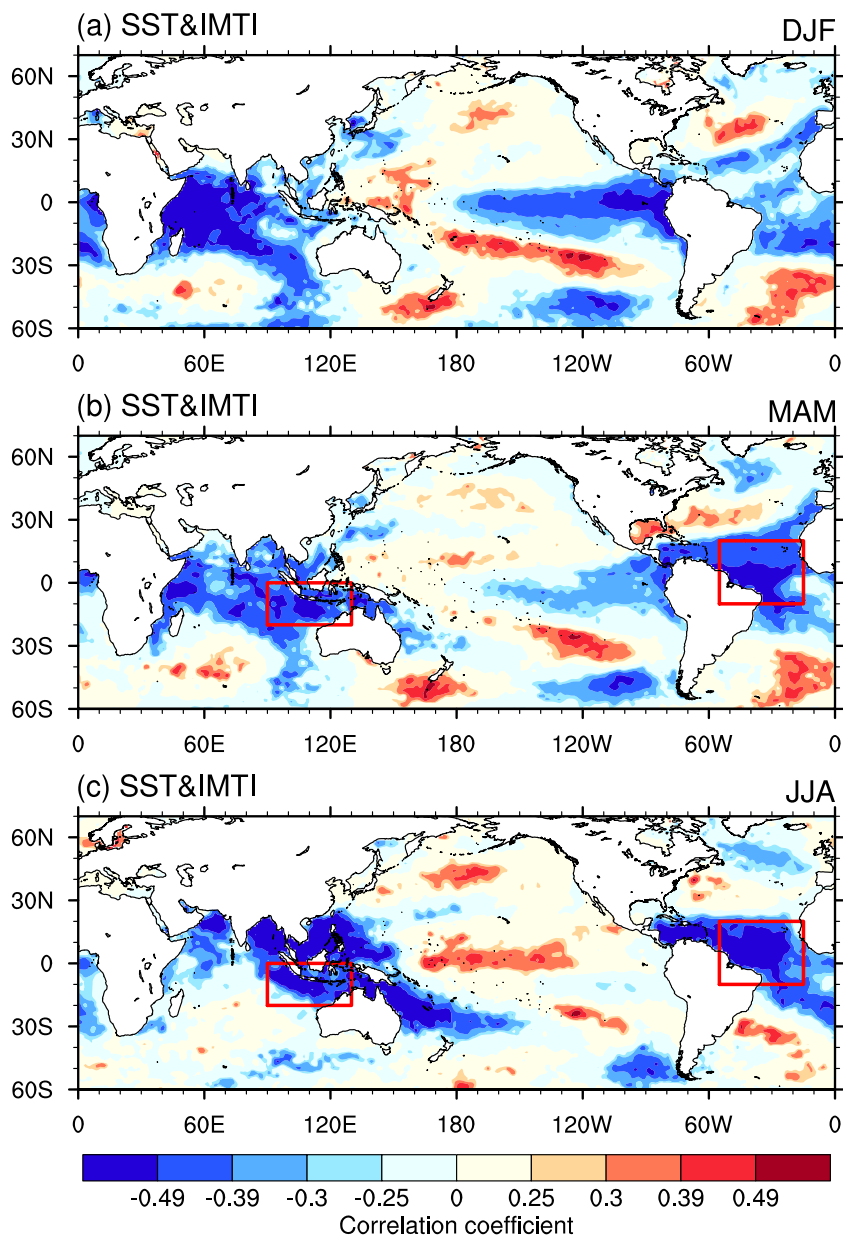 (a) SST&IMTI DJF
60N
30N
0
30S
60S
0 60E 120E 180 120W 60W 0
(b) SST&IMTI MAM
60N
30N
0
30S
60S
0 60E 120E 180 120W 60W 0
(c) SST&IMTI JJA
60N
30N
0
30S
60S
0 60E 120E 180 120W 60W 0
-0.49 -0.39 -0.3 -0.25 0 0.25 0.3 0.39 0.49
Correlation coefficient